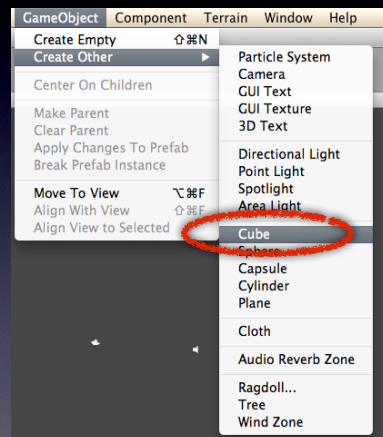 GameObject Component Terrain Window Help
Create Empty ⇧⌘N
Create Other ▶
Center On Children
Make Parent
Clear Parent
Apply Changes To Prefab
Break Prefab Instance
Move To View ⌥⌘F
Align With View ⇧⌘F
Align View to Selected
Particle System
Camera
GUI Text
GUI Texture
3D Text
Directional Light
Point Light
Spotlight
Area Light
Cube
Sphere
Capsule
Cylinder
Plane
Cloth
Audio Reverb Zone
Ragdoll...
Tree
Wind Zone